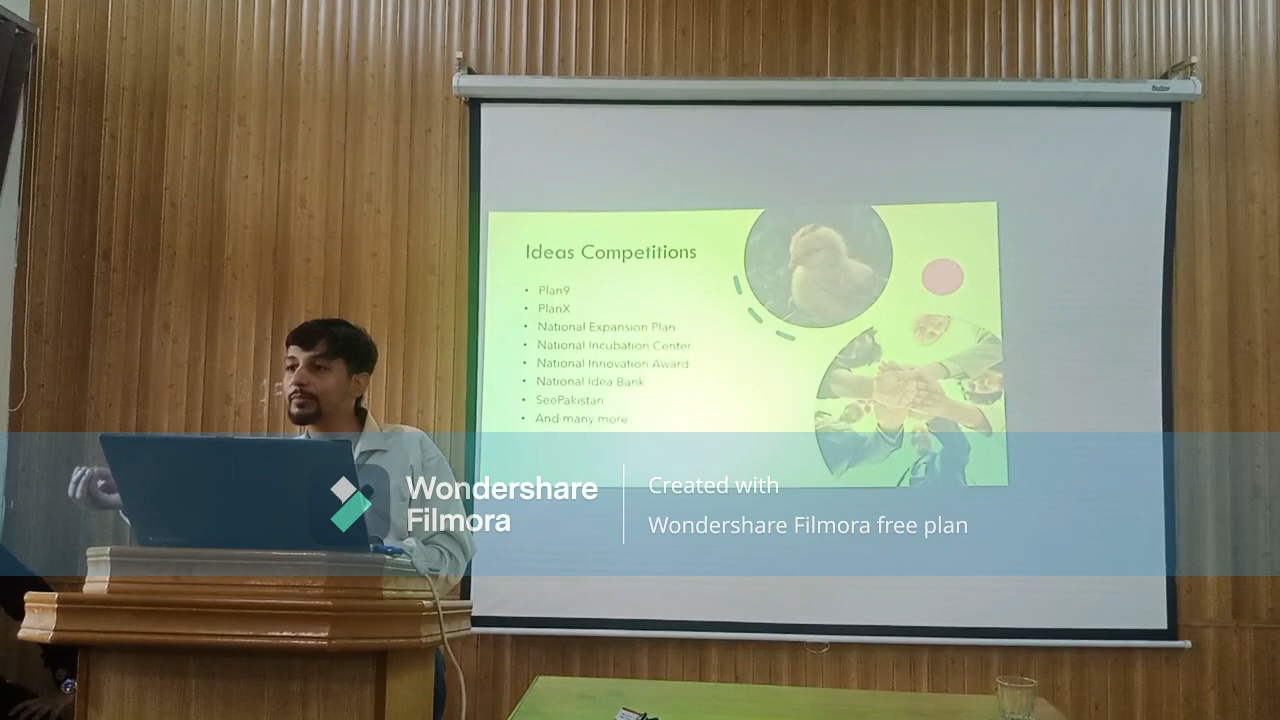 Ideas Competitions
• Plan9
• PlanX
• National Expansion Plan
• National Incubation Center
• National Innovation Award
• National Idea Bank
• SeePakistan
• And many more
Wondershare
Filmora
Created with
Wondershare Filmora free plan